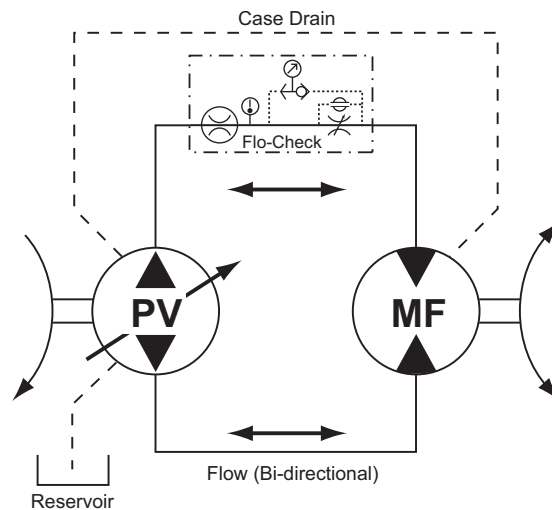 Case Drain
Flo-Check
PV
MF
Flow (Bi-directional)
Reservoir